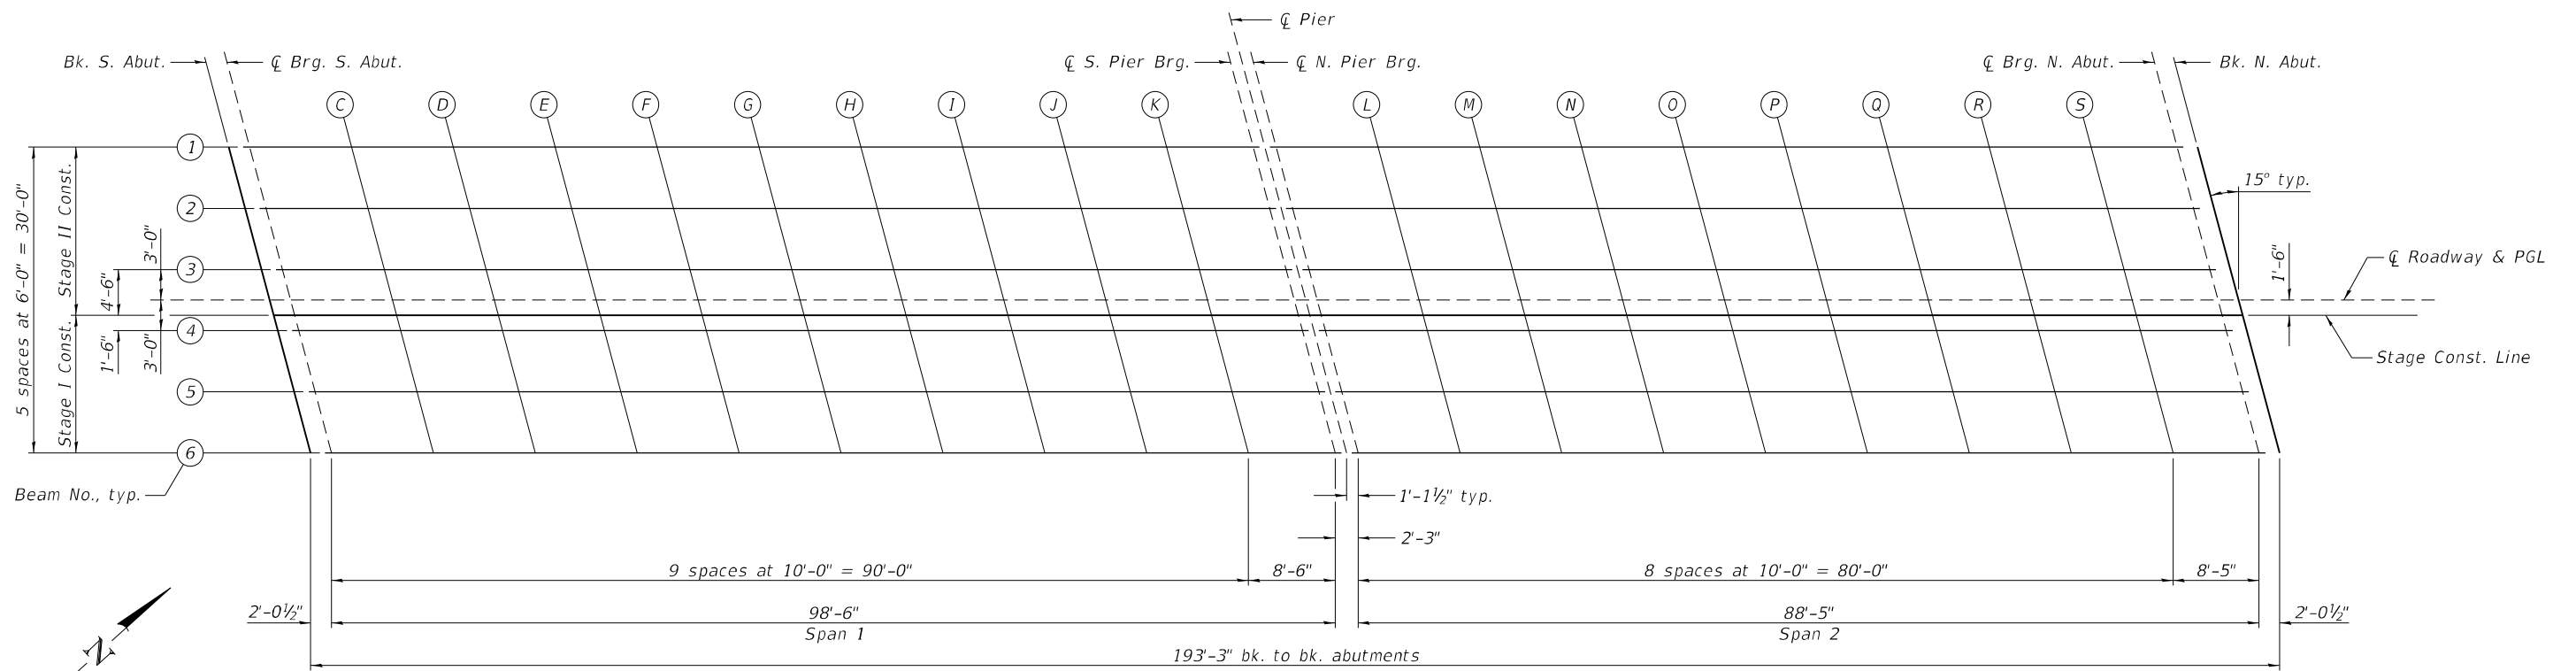 ℄ Pier
Bk. S. Abut.
℄ Brg. S. Abut.
℄ S. Pier Brg.
℄ N. Pier Brg.
℄ Brg. N. Abut.
Bk. N. Abut.
C D E F G H I J K L M N O P Q R S
1
2
3
4
5
6
5 spaces at 6'-0" = 30'-0"
Stage II Const.
Stage I Const.
4'-6"
1'-6"
3'-0"
3'-0"
15° typ.
1'-6"
℄ Roadway & PGL
Stage Const. Line
Beam No., typ.
1'-1½" typ.
2'-3"
9 spaces at 10'-0" = 90'-0"
8'-6"
8 spaces at 10'-0" = 80'-0"
8'-5"
2'-0½"
98'-6"
Span 1
88'-5"
Span 2
2'-0½"
193'-3" bk. to bk. abutments
N